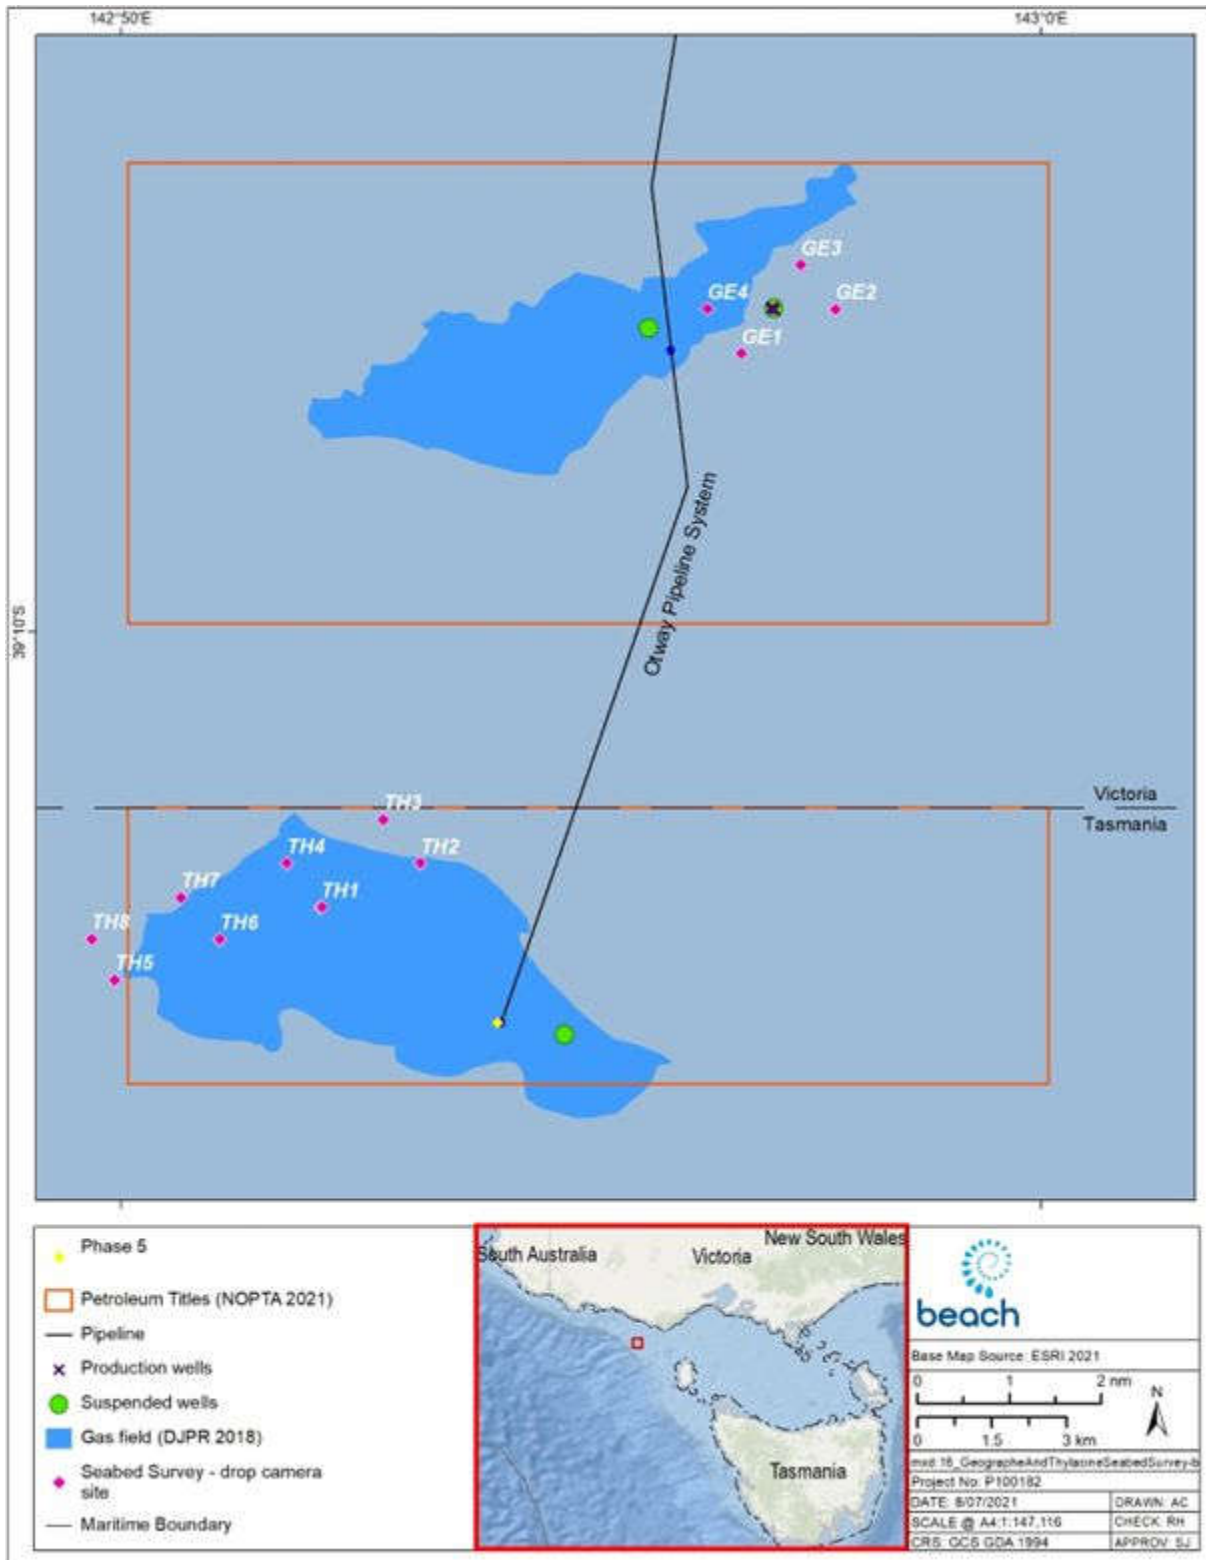 142°50'E
143°0'E
39°10'S
GE3
GE4
GE2
GE1
Otway Pipeline System
Victoria
Tasmania
TH3
TH4
TH2
TH7
TH1
TH8
TH6
TH5
Phase 5
Petroleum Titles (NOPTA 2021)
Pipeline
Production wells
Suspended wells
Gas field (DJPR 2018)
Seabed Survey - drop camera
site
Maritime Boundary
South Australia
Victoria
New South Wales
Tasmania
beach
Base Map Source: ESRI 2021
0 1 2 nm
N
0 1.5 3 km
mxd:16_GeographeAndThylacineSeabedSurvey-b
Project No: P100182
DATE: 8/07/2021
DRAWN: AC
SCALE @ A4:1:147,116
CHECK: RH
CRS: GCS GDA 1994
APPROV: SJ